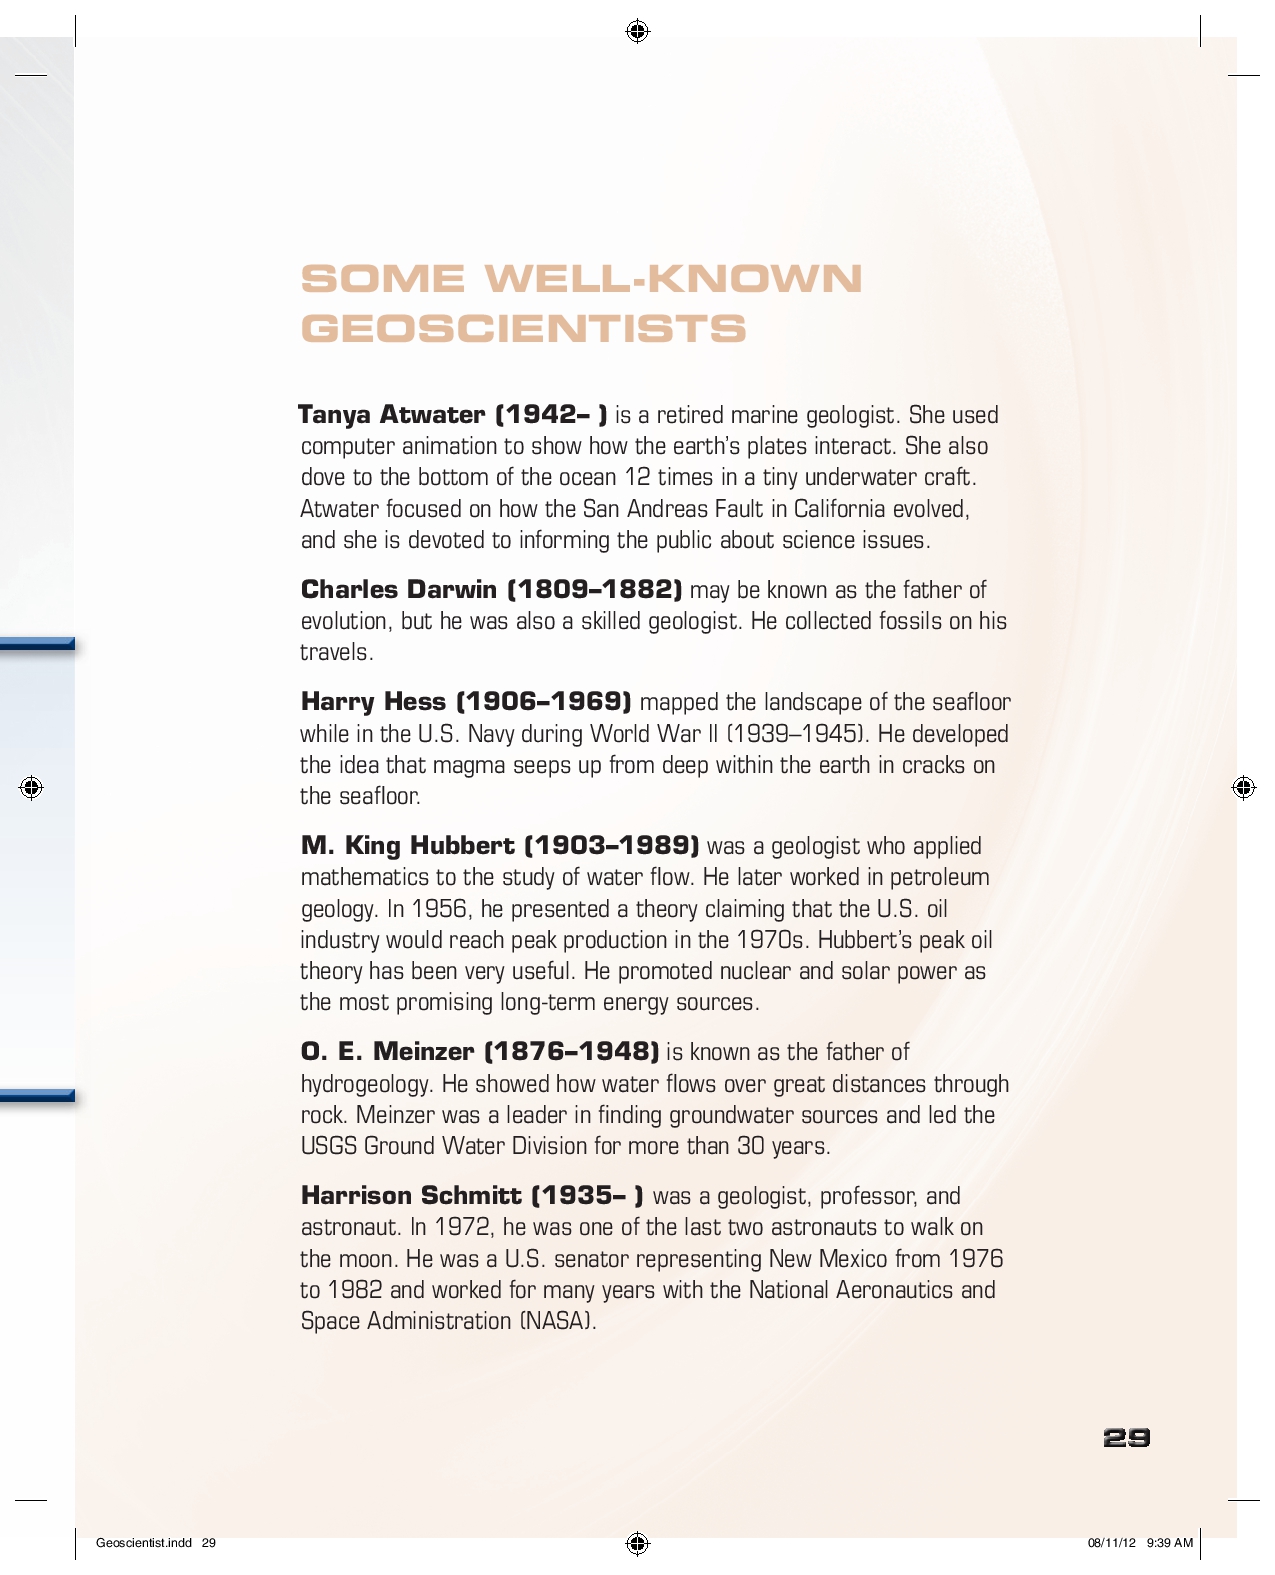 SOME WELL-KNOWN
GEOSCIENTISTS
Tanya Atwater (1942– ) is a retired marine geologist. She used
computer animation to show how the earth’s plates interact. She also
dove to the bottom of the ocean 12 times in a tiny underwater craft.
Atwater focused on how the San Andreas Fault in California evolved,
and she is devoted to informing the public about science issues.
Charles Darwin (1809–1882) may be known as the father of
evolution, but he was also a skilled geologist. He collected fossils on his
travels.
Harry Hess (1906–1969) mapped the landscape of the seafloor
while in the U.S. Navy during World War II (1939–1945). He developed
the idea that magma seeps up from deep within the earth in cracks on
the seafloor.
M. King Hubbert (1903–1989) was a geologist who applied
mathematics to the study of water flow. He later worked in petroleum
geology. In 1956, he presented a theory claiming that the U.S. oil
industry would reach peak production in the 1970s. Hubbert’s peak oil
theory has been very useful. He promoted nuclear and solar power as
the most promising long-term energy sources.
O. E. Meinzer (1876–1948) is known as the father of
hydrogeology. He showed how water flows over great distances through
rock. Meinzer was a leader in finding groundwater sources and led the
USGS Ground Water Division for more than 30 years.
Harrison Schmitt (1935– ) was a geologist, professor, and
astronaut. In 1972, he was one of the last two astronauts to walk on
the moon. He was a U.S. senator representing New Mexico from 1976
to 1982 and worked for many years with the National Aeronautics and
Space Administration (NASA).
29
Geoscientist.indd 29
08/11/12 9:39 AM